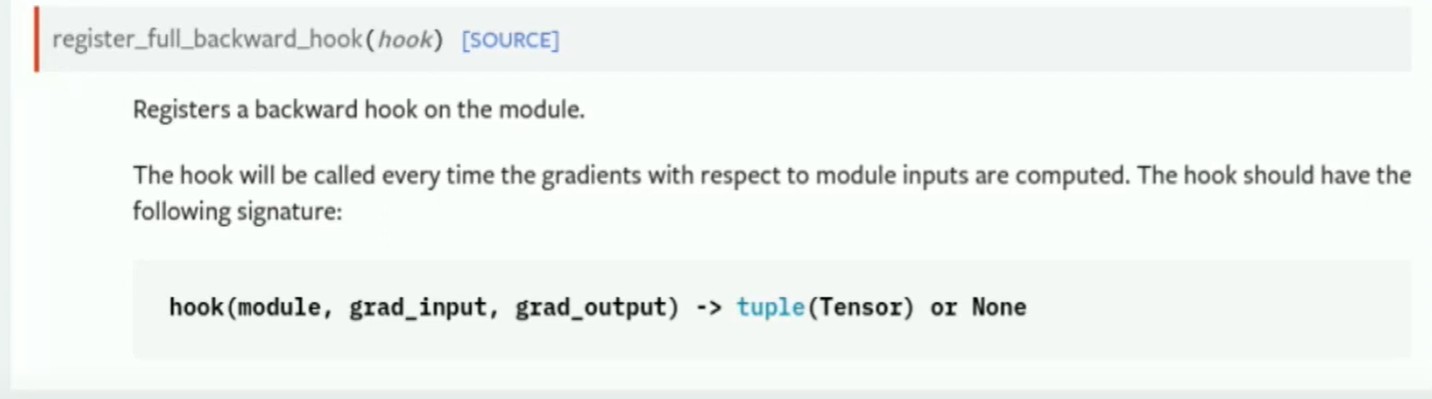 register_full_backward_hook(hook) [SOURCE]
Registers a backward hook on the module.
The hook will be called every time the gradients with respect to module inputs are computed. The hook should have the
following signature:
hook(module, grad_input, grad_output) -> tuple(Tensor) or None